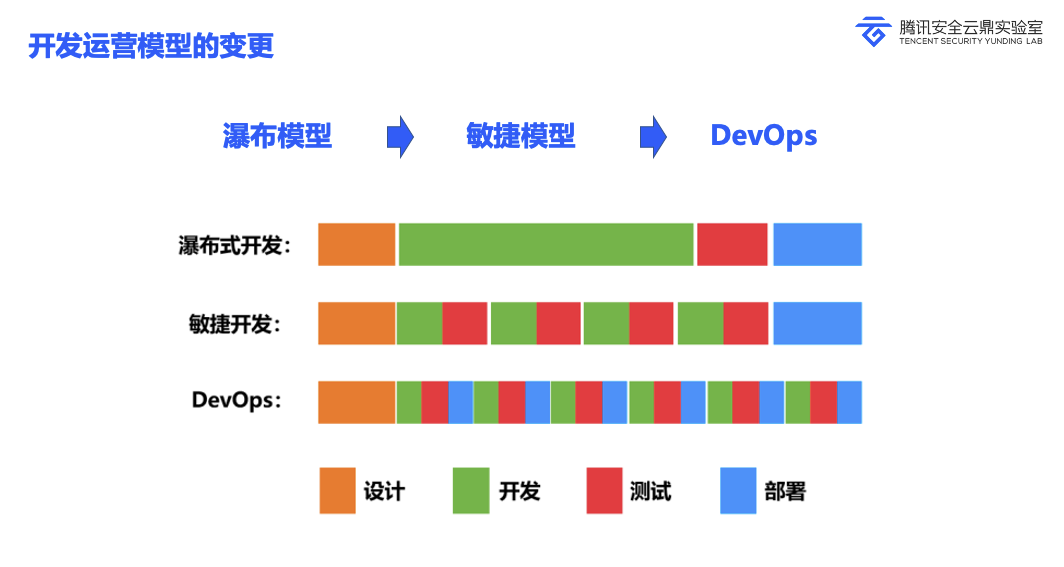 开发运营模型的变更
腾讯安全云鼎实验室
TENCENT SECURITY YUNDING LAB
瀑布模型
敏捷模型
DevOps
瀑布式开发：
敏捷开发：
DevOps：
设计
开发
测试
部署